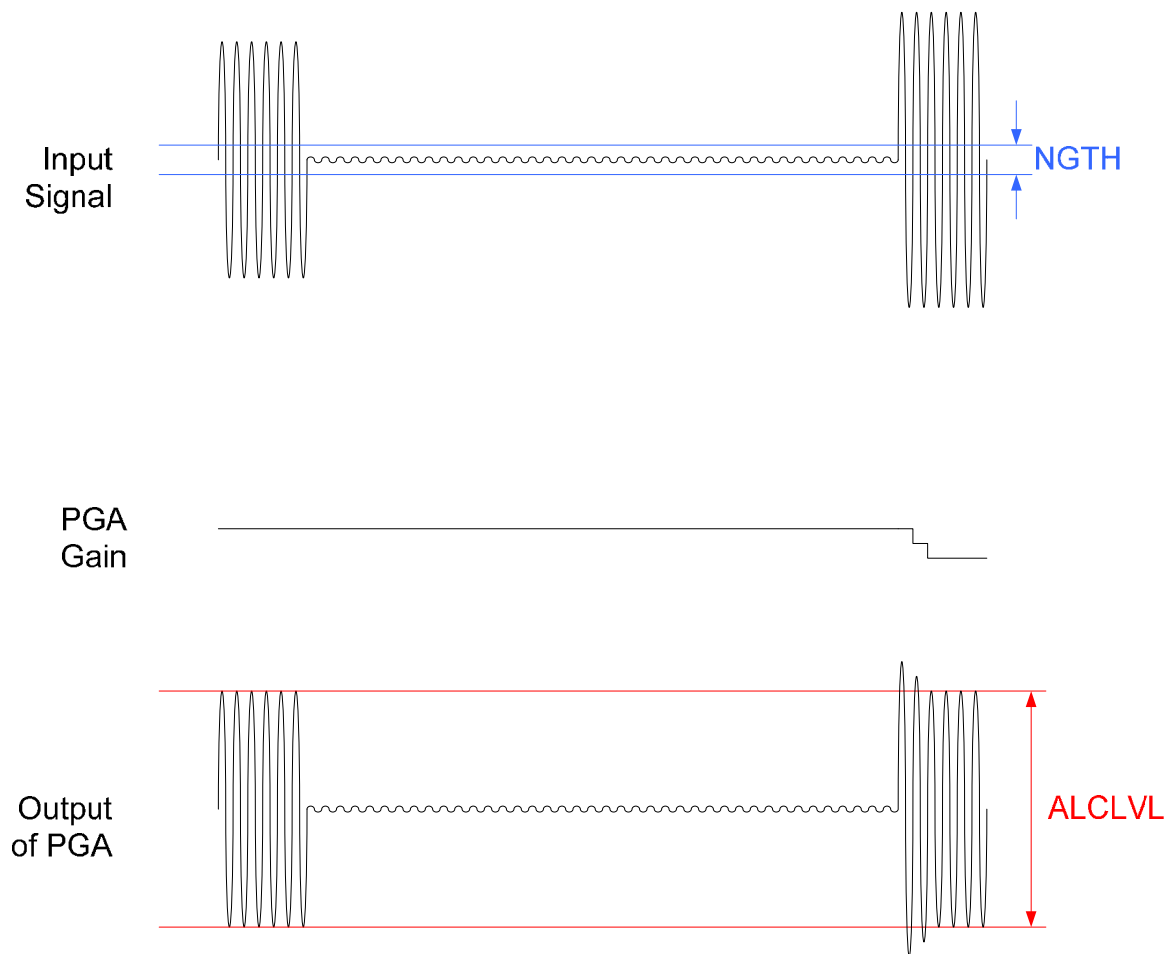 Input
Signal
NGTH
PGA
Gain
Output
of PGA
ALCLVL